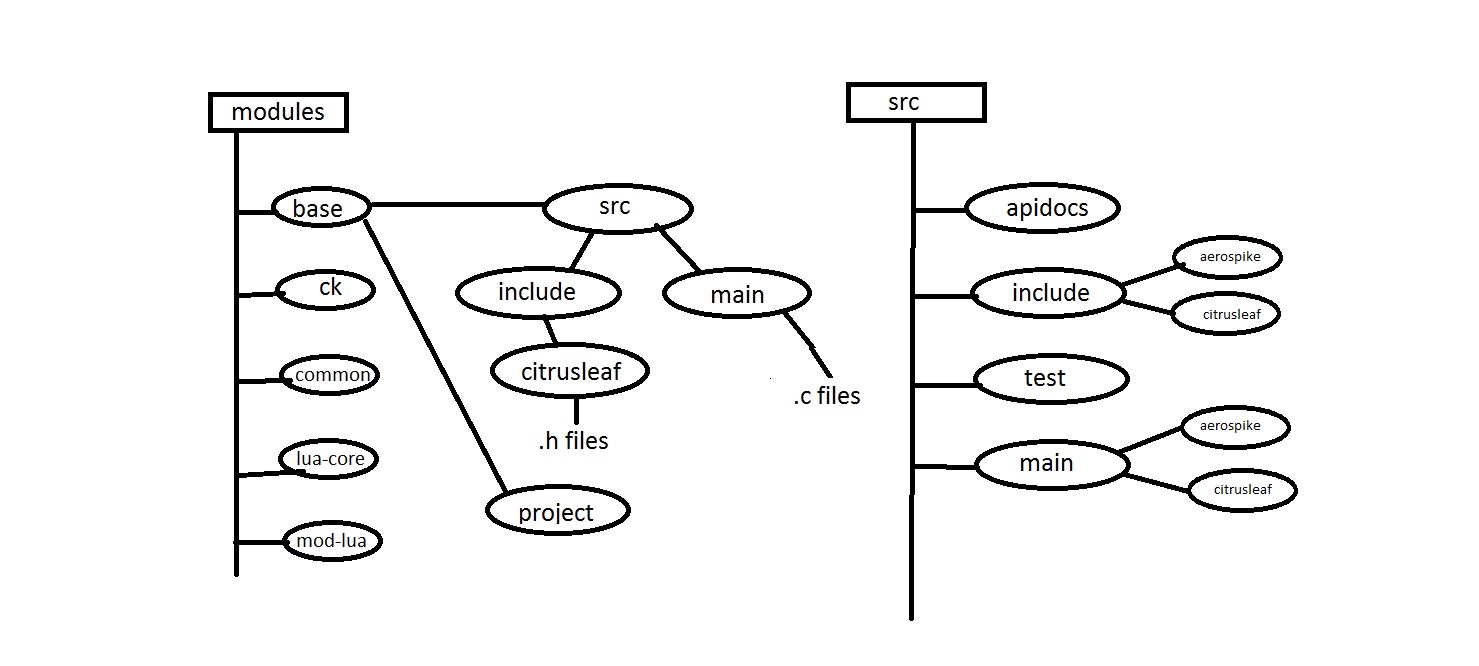 modules
base
src
ck
include
main
common
citrusleaf
.c files
.h files
lua-core
project
mod-lua
src
apidocs
include
aerospike
citrusleaf
test
main
aerospike
citrusleaf